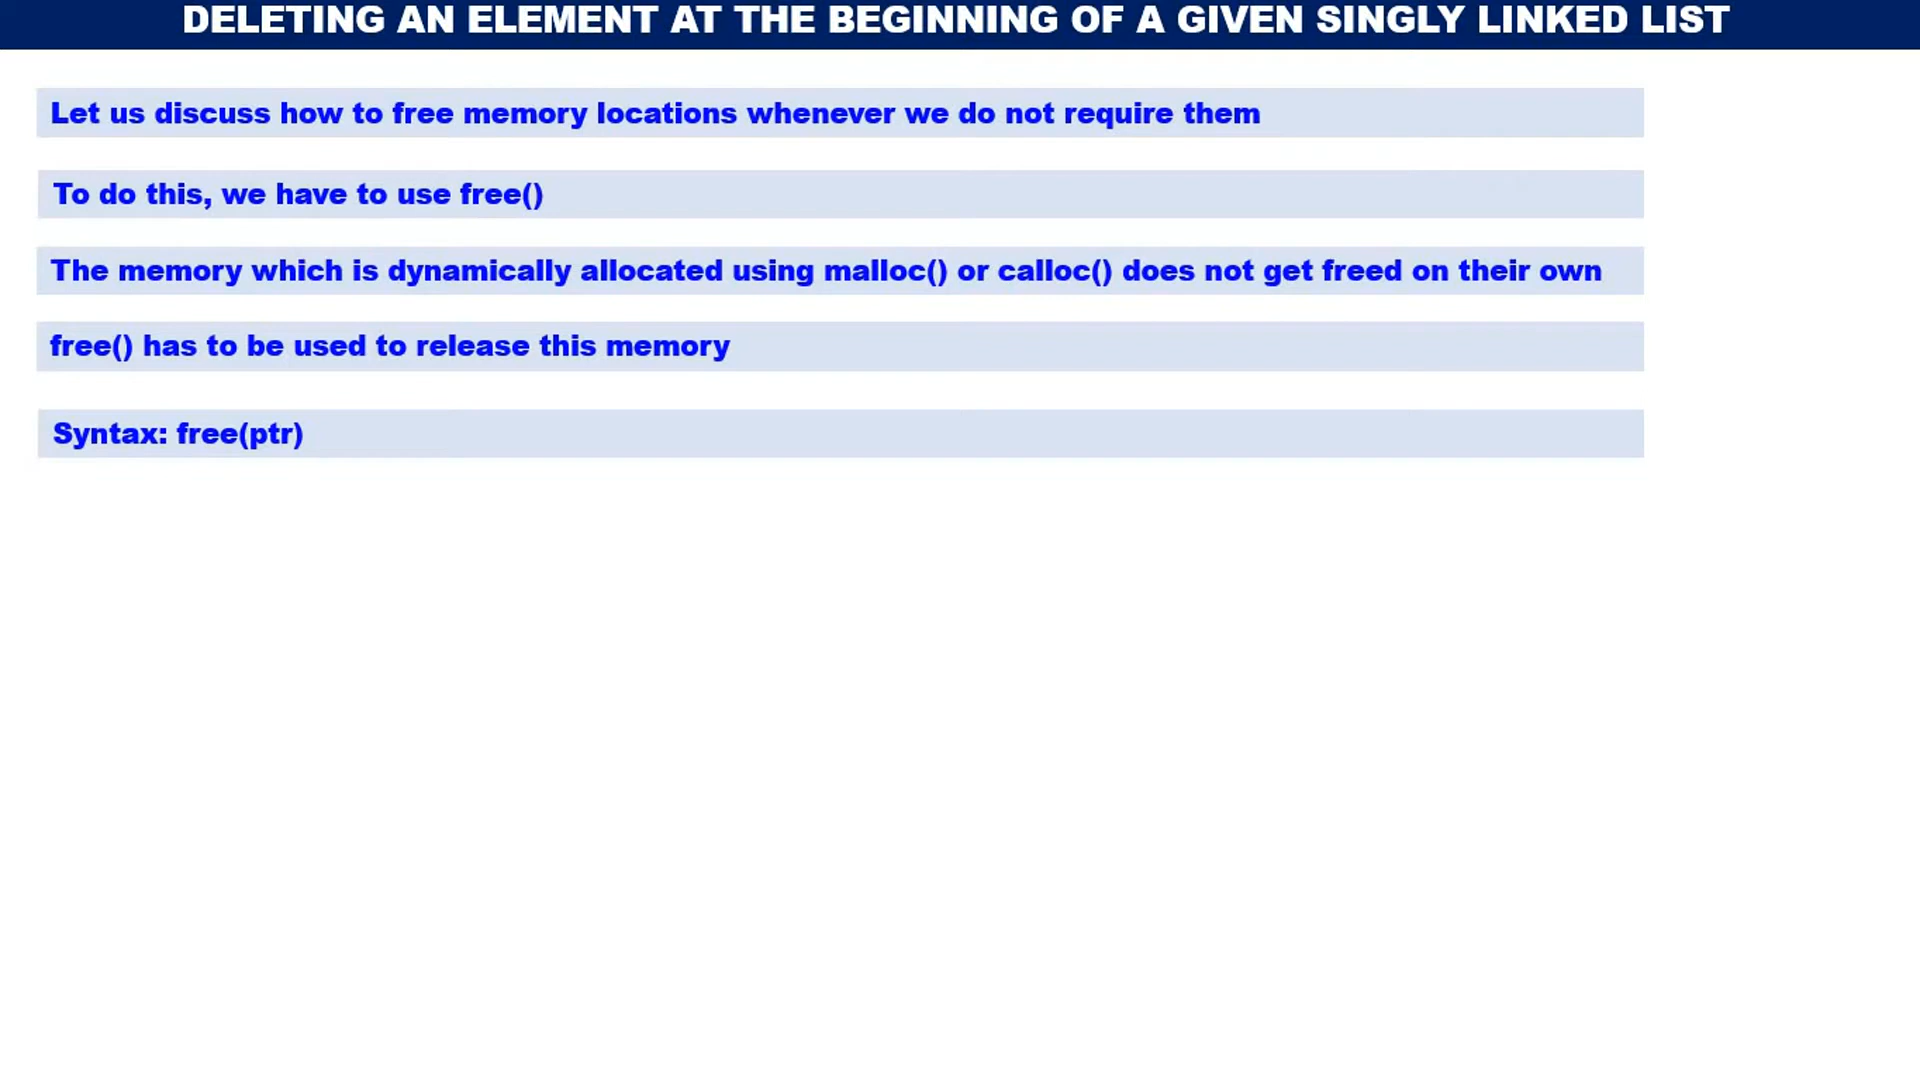 DELETING AN ELEMENT AT THE BEGINNING OF A GIVEN SINGLY LINKED LIST
Let us discuss how to free memory locations whenever we do not require them
To do this, we have to use free()
The memory which is dynamically allocated using malloc() or calloc() does not get freed on their own
free() has to be used to release this memory
Syntax: free(ptr)